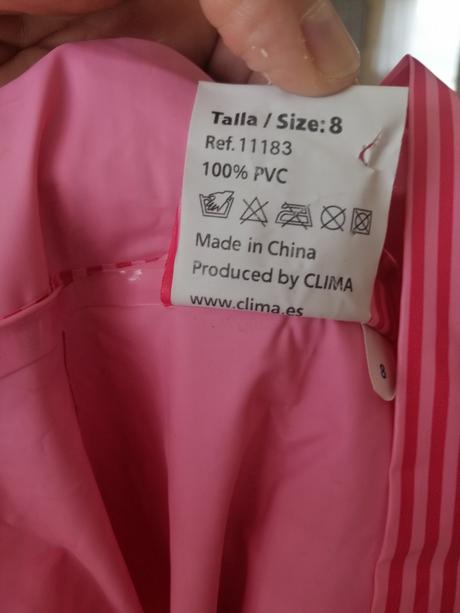 Talla / Size: 8
Ref. 11183
100% PVC
Made in China
Produced by CLIMA
www.clima.es
8